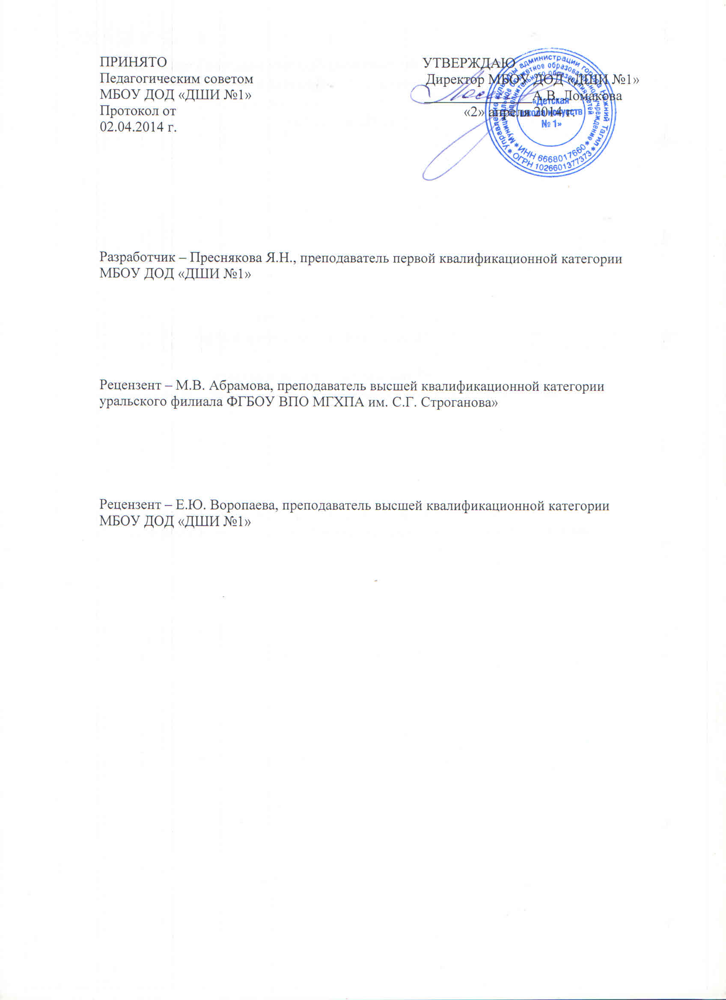 ПРИНЯТО
Педагогическим советом
МБОУ ДОД «ДШИ №1»
Протокол от
02.04.2014 г.
УТВЕРЖДАЮ
Директор МБОУ ДОД «ДШИ №1»
А.В. Ломакова
«2» апреля 2014 г.
Управление культуры администрации города Нижний Тагил
* ОГРН 1026601377373 *
Муниципальное бюджетное образовательное учреждение
* ИНН 6668017660 *
дополнительного образования детей
«Детская
школа искусств
№ 1»
Разработчик – Преснякова Я.Н., преподаватель первой квалификационной категории
МБОУ ДОД «ДШИ №1»
Рецензент – М.В. Абрамова, преподаватель высшей квалификационной категории
уральского филиала ФГБОУ ВПО МГХПА им. С.Г. Строганова»
Рецензент – Е.Ю. Воропаева, преподаватель высшей квалификационной категории
МБОУ ДОД «ДШИ №1»